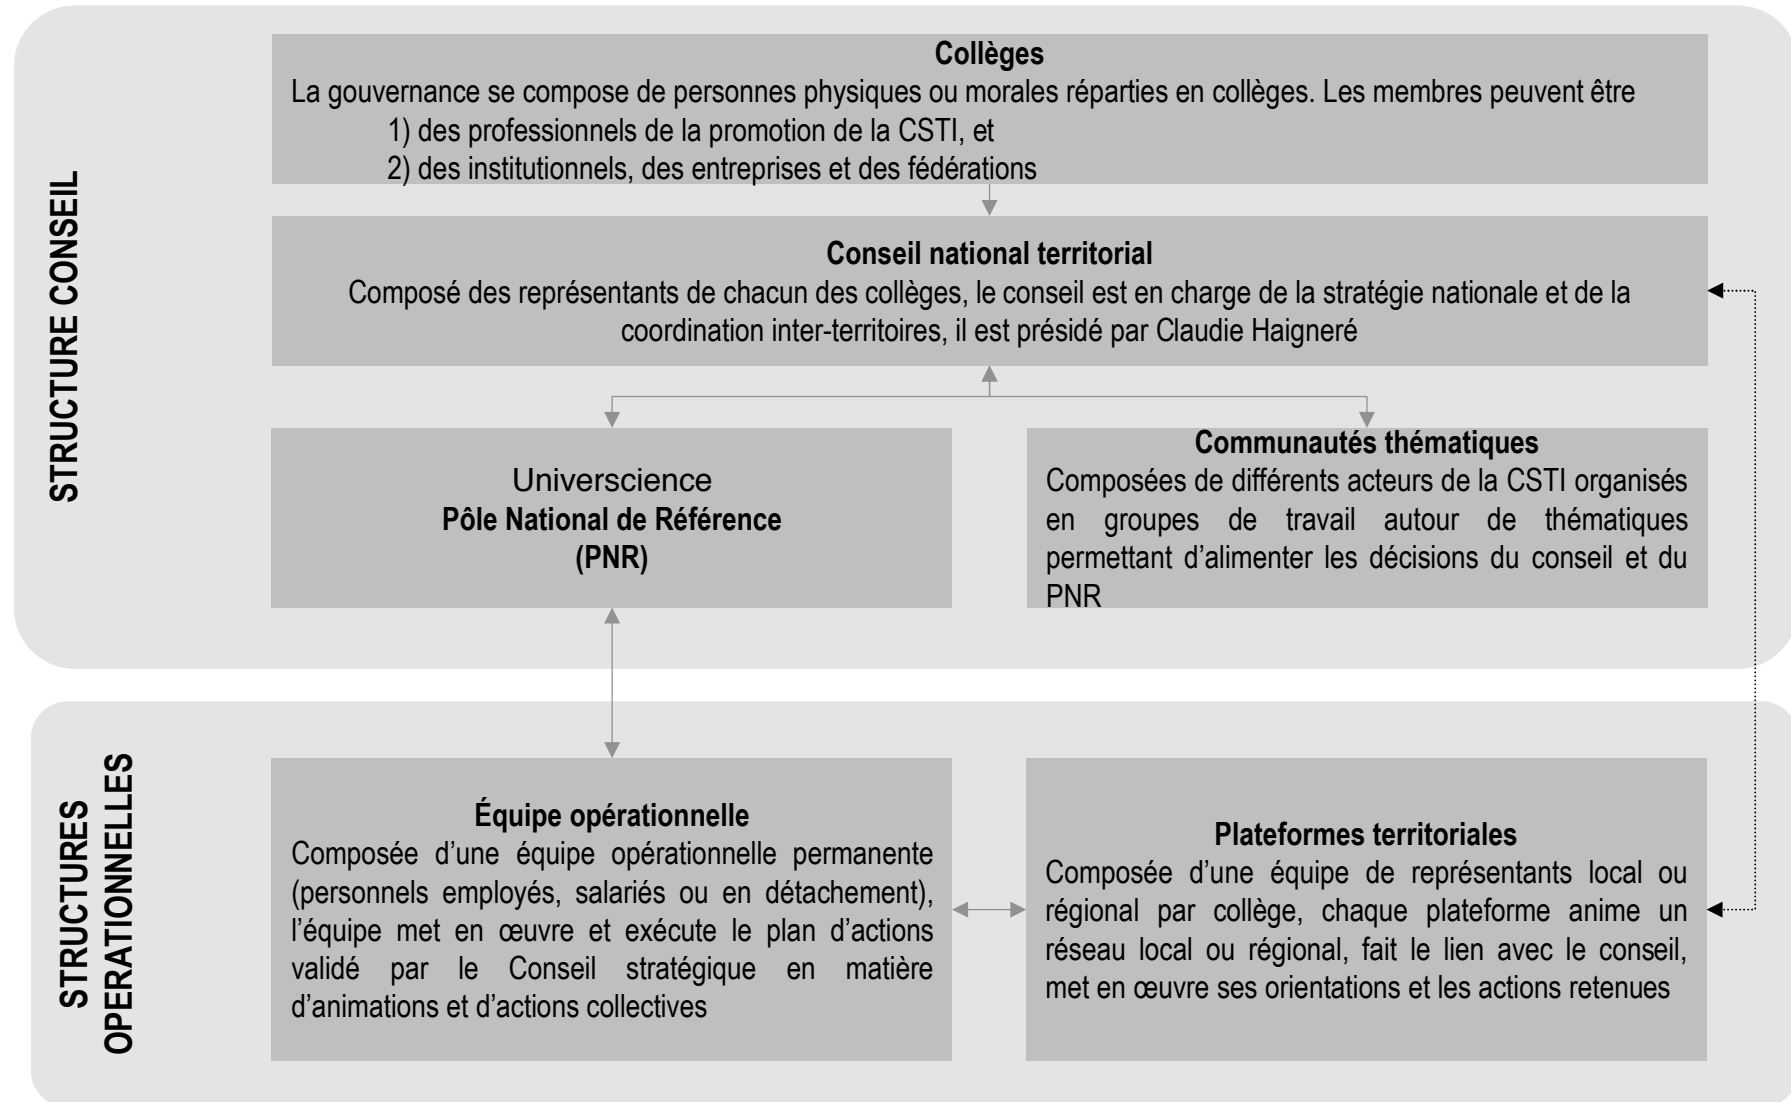 STRUCTURE CONSEIL
Collèges
La gouvernance se compose de personnes physiques ou morales réparties en collèges. Les membres peuvent être
1) des professionnels de la promotion de la CSTI, et
2) des institutionnels, des entreprises et des fédérations
Conseil national territorial
Composé des représentants de chacun des collèges, le conseil est en charge de la stratégie nationale et de la
coordination inter-territoires, il est présidé par Claudie Haigneré
Universcience
Pôle National de Référence
(PNR)
Communautés thématiques
Composées de différents acteurs de la CSTI organisés
en groupes de travail autour de thématiques
permettant d’alimenter les décisions du conseil et du
PNR
STRUCTURES
OPERATIONNELLES
Équipe opérationnelle
Composée d’une équipe opérationnelle permanente
(personnels employés, salariés ou en détachement),
l’équipe met en œuvre et exécute le plan d’actions
validé par le Conseil stratégique en matière
d’animations et d’actions collectives
Plateformes territoriales
Composée d’une équipe de représentants local ou
régional par collège, chaque plateforme anime un
réseau local ou régional, fait le lien avec le conseil,
met en œuvre ses orientations et les actions retenues